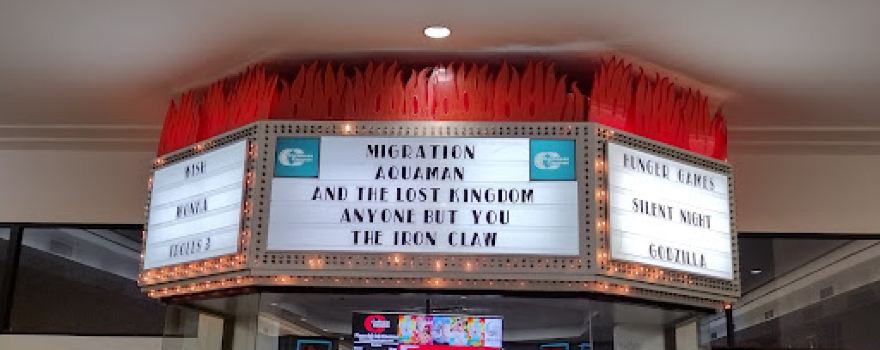 WISH
WONKA
TROLLS 3
MIGRATION
AQUAMAN
AND THE LOST KINGDOM
ANYONE BUT YOU
THE IRON CLAW
HUNGER GAMES
SILENT NIGHT
GODZILLA